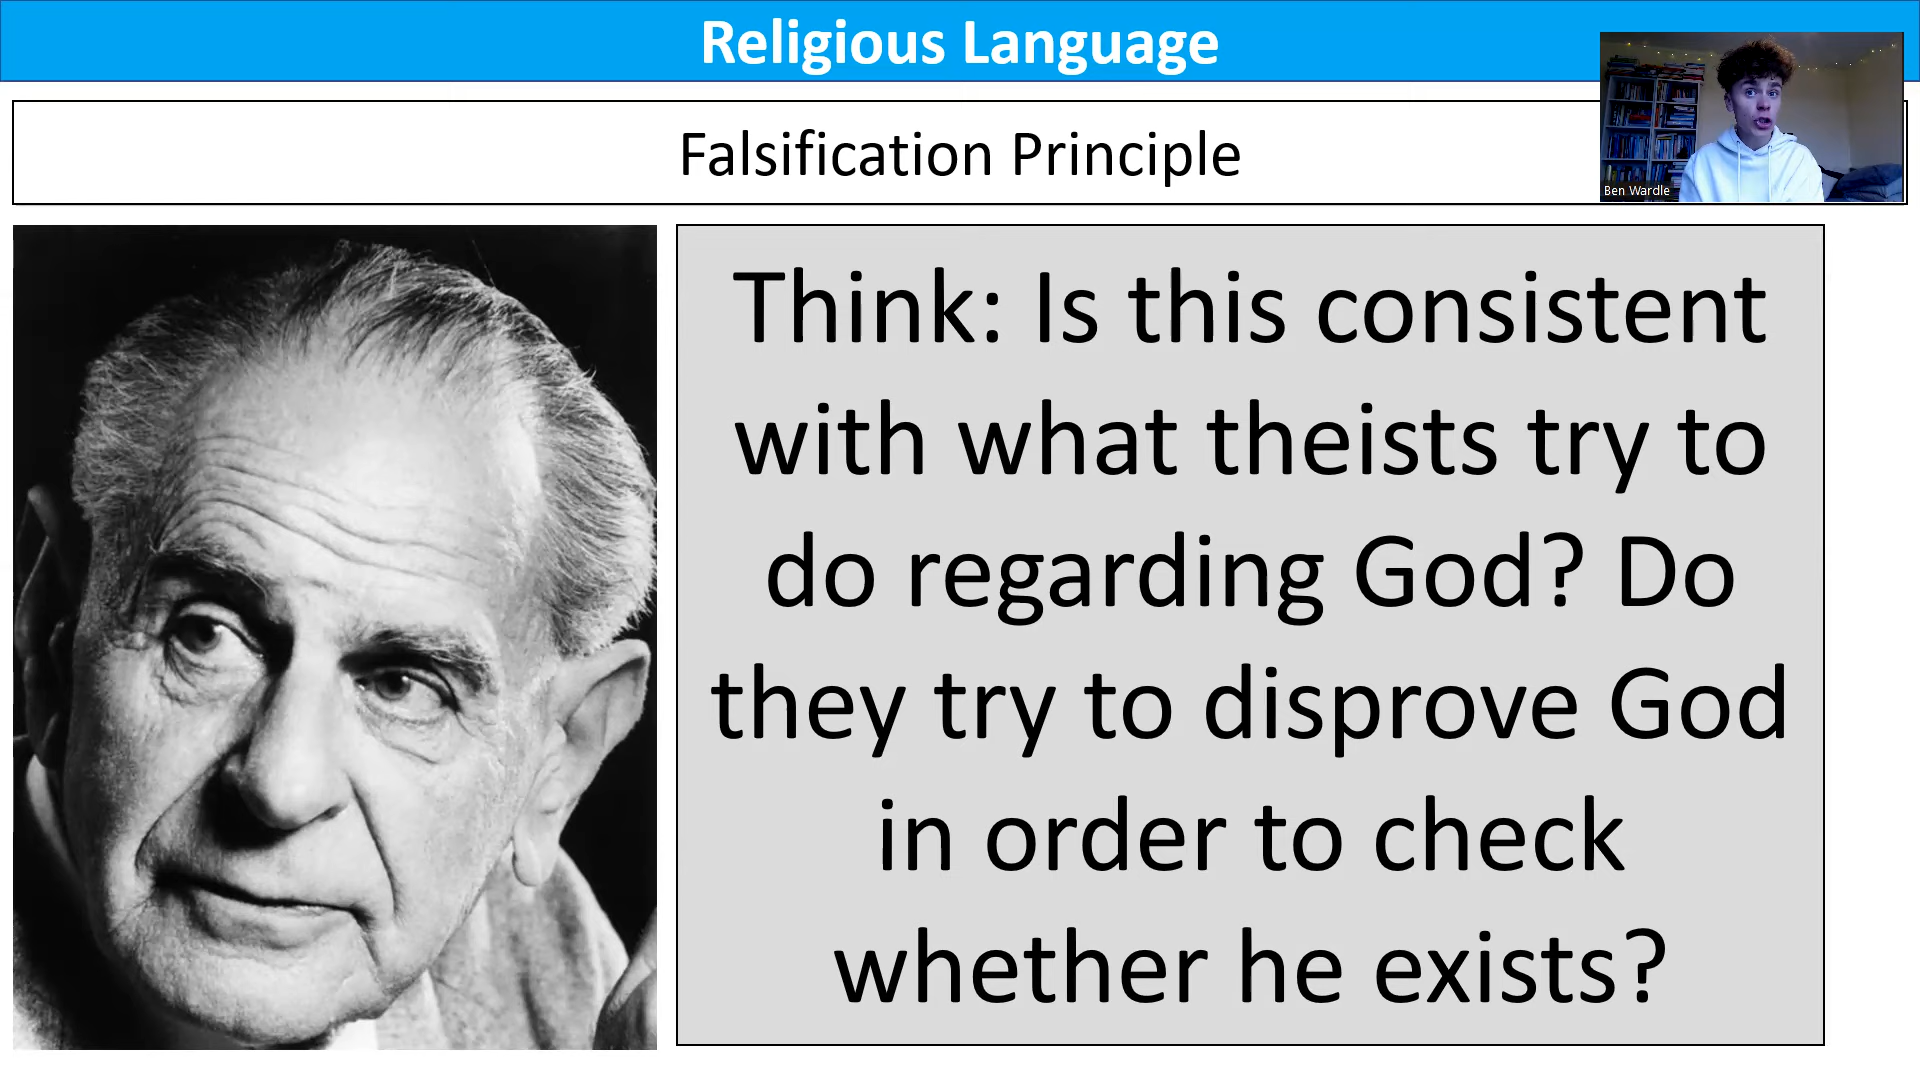 Religious Language
Falsification Principle
Ben Wardle
Think: Is this consistent
with what theists try to
do regarding God? Do
they try to disprove God
in order to check
whether he exists?